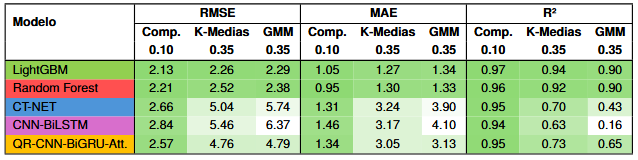 Modelo RMSE MAE R²
Comp. K-Medias GMM Comp. K-Medias GMM Comp. K-Medias GMM
0.10 0.35 0.35 0.10 0.35 0.35 0.10 0.35 0.35
LightGBM 2.13 2.26 2.29 1.05 1.27 1.34 0.97 0.94 0.90
Random Forest 2.21 2.52 2.38 0.95 1.30 1.33 0.96 0.92 0.90
CT-NET 2.66 5.04 5.74 1.31 3.24 3.90 0.95 0.70 0.43
CNN-BiLSTM 2.84 5.46 6.37 1.46 3.17 4.10 0.94 0.63 0.16
QR-CNN-BiGRU-Att. 2.57 4.76 4.79 1.34 3.05 3.13 0.95 0.73 0.65